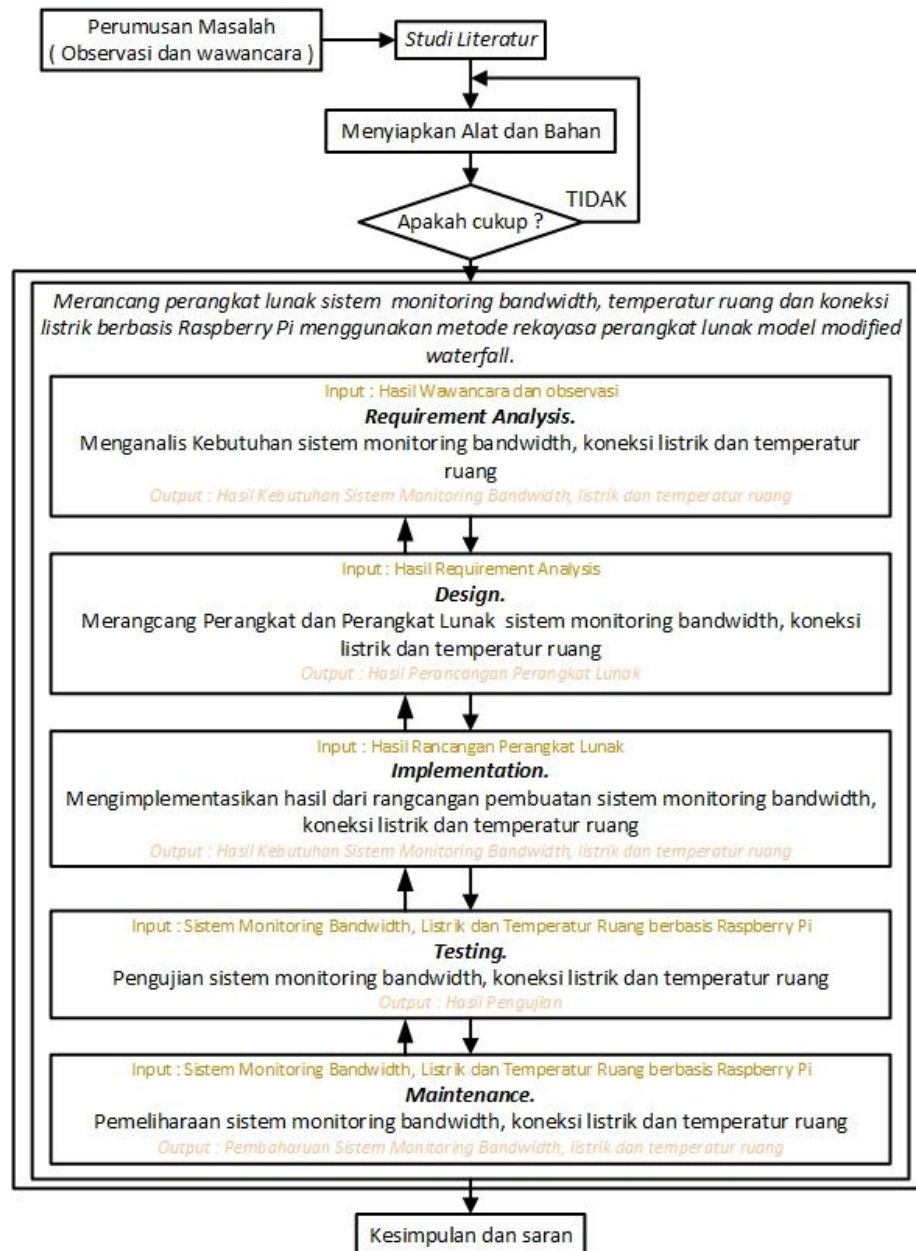 Perumusan Masalah
( Observasi dan wawancara )
Studi Literatur
Menyiapkan Alat dan Bahan
TIDAK
Apakah cukup ?
Merancang perangkat lunak sistem monitoring bandwidth, temperatur ruang dan koneksi
listrik berbasis Raspberry Pi menggunakan metode rekayasa perangkat lunak model modified
waterfall.
Input : Hasil Wawancara dan observasi
Requirement Analysis.
Menganalis Kebutuhan sistem monitoring bandwidth, koneksi listrik dan temperatur
ruang
Output : Hasil Kebutuhan Sistem Monitoring Bandwidth, listrik dan temperatur ruang
Input : Hasil Requirement Analysis
Design.
Merangcang Perangkat dan Perangkat Lunak sistem monitoring bandwidth, koneksi
listrik dan temperatur ruang
Output : Hasil Perancangan Perangkat Lunak
Input : Hasil Rancangan Perangkat Lunak
Implementation.
Mengimplementasikan hasil dari rangcangan pembuatan sistem monitoring bandwidth,
koneksi listrik dan temperatur ruang
Output : Hasil Kebutuhan Sistem Monitoring Bandwidth, listrik dan temperatur ruang
Input : Sistem Monitoring Bandwidth, Listrik dan Temperatur Ruang berbasis Raspberry Pi
Testing.
Pengujian sistem monitoring bandwidth, koneksi listrik dan temperatur ruang
Output : Hasil Pengujian
Input : Sistem Monitoring Bandwidth, Listrik dan Temperatur Ruang berbasis Raspberry Pi
Maintenance.
Pemeliharaan sistem monitoring bandwidth, koneksi listrik dan temperatur ruang
Output : Pembaharuan Sistem Monitoring Bandwidth, listrik dan temperatur ruang
Kesimpulan dan saran